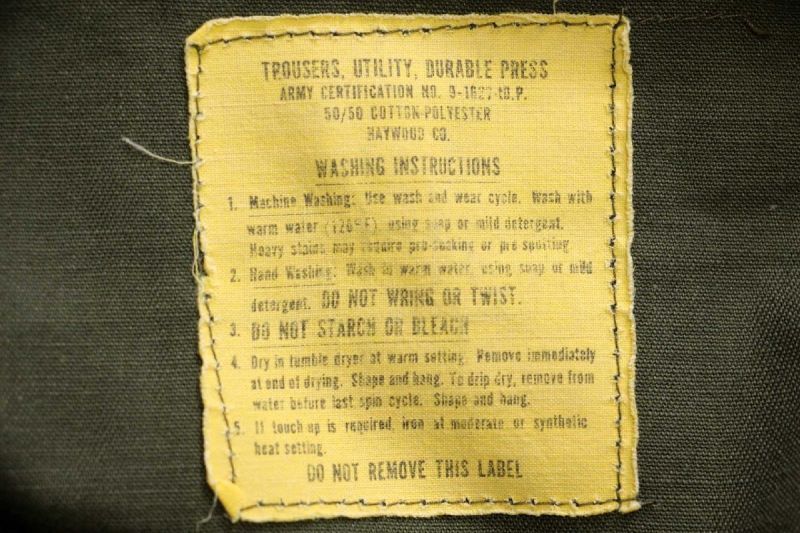 TROUSERS, UTILITY, DURABLE PRESS
ARMY CERTIFICATION NO.
50/50 COTTON-POLYESTER
HAYWOOD CO.
WASHING INSTRUCTIONS
1. Machine Washing: Use wash and wear cycle. Wash with
warm water (120°F) using soap or mild detergent.
Heavy stains may require pre-soaking or pre-spotting
2. Hand Washing: Wash in warm water, using soap or mild
detergent. DO NOT WRING OR TWIST.
3. DO NOT STARCH OR BLEACH
4. Dry in tumble dryer at warm setting. Remove immediately
at end of drying. Shape and hang. To drip dry, remove from
water before last spin cycle. Shape and hang.
5. If touch-up is required, iron at moderate or synthetic
heat setting.
DO NOT REMOVE THIS LABEL